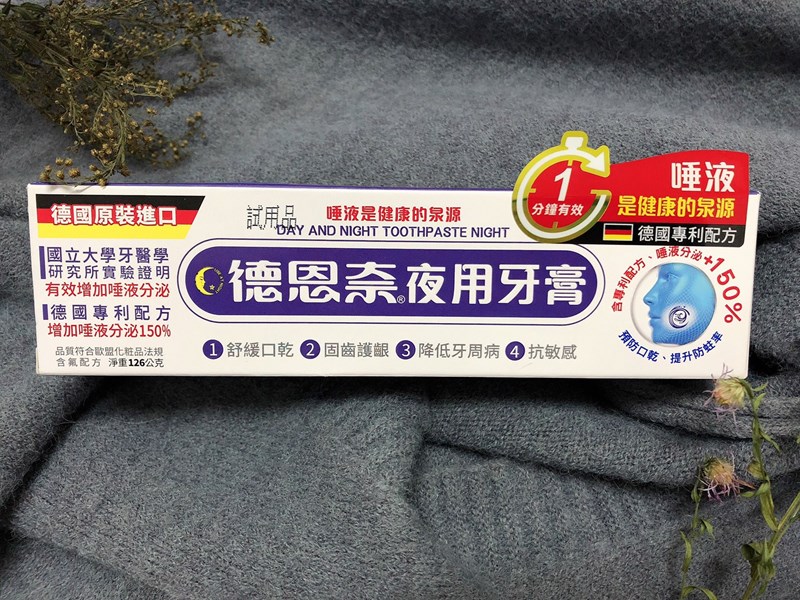 德國原裝進口
國立大學牙醫學
研究所實驗證明
有效增加唾液分泌
德國專利配方
增加唾液分泌150%
品質符合歐盟化粧品法規
含氟配方 淨重126公克
試用品
唾液是健康的泉源
DAY AND NIGHT TOOTHPASTE NIGHT
德恩奈®夜用牙膏
1 舒緩口乾 2 固齒護齦 3 降低牙周病 4 抗敏感
1
分鐘有效
唾液
是健康的泉源
德國專利配方
含專利配方、唾液分泌+150%
預防口乾、提升防蛀率